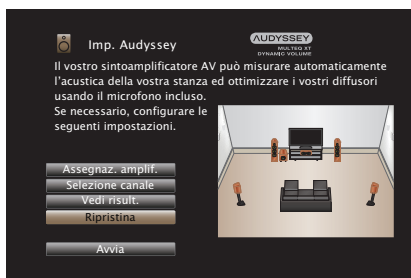 Imp. Audyssey
AUDYSSEY
MULTEQ XT
DYNAMIC VOLUME
Il vostro sintoamplificatore AV può misurare automaticamente
l'acustica della vostra stanza ed ottimizzare i vostri diffusori
usando il microfono incluso.
Se necessario, configurare le
seguenti impostazioni.
Assegnaz. amplif.
Selezione canale
Vedi risult.
Ripristina
Avvia